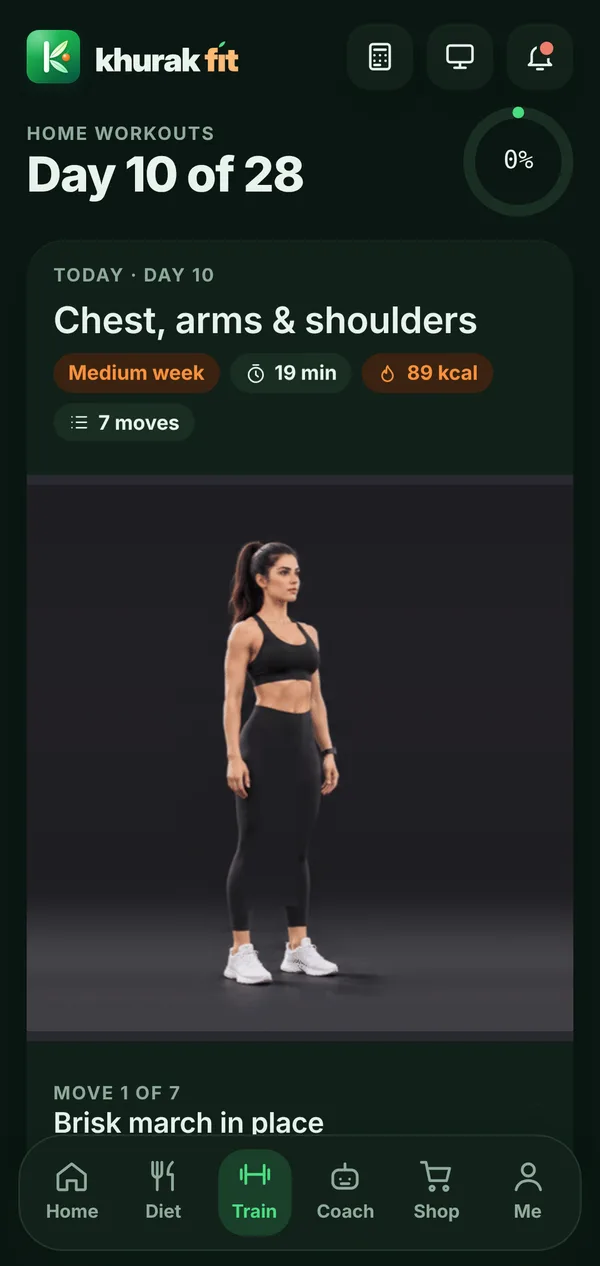 khurak fit
HOME WORKOUTS
Day 10 of 28
0%
TODAY · DAY 10
Chest, arms & shoulders
Medium week
19 min
89 kcal
7 moves
MOVE 1 OF 7
Brisk march in place
Home
Diet
Train
Coach
Shop
Me